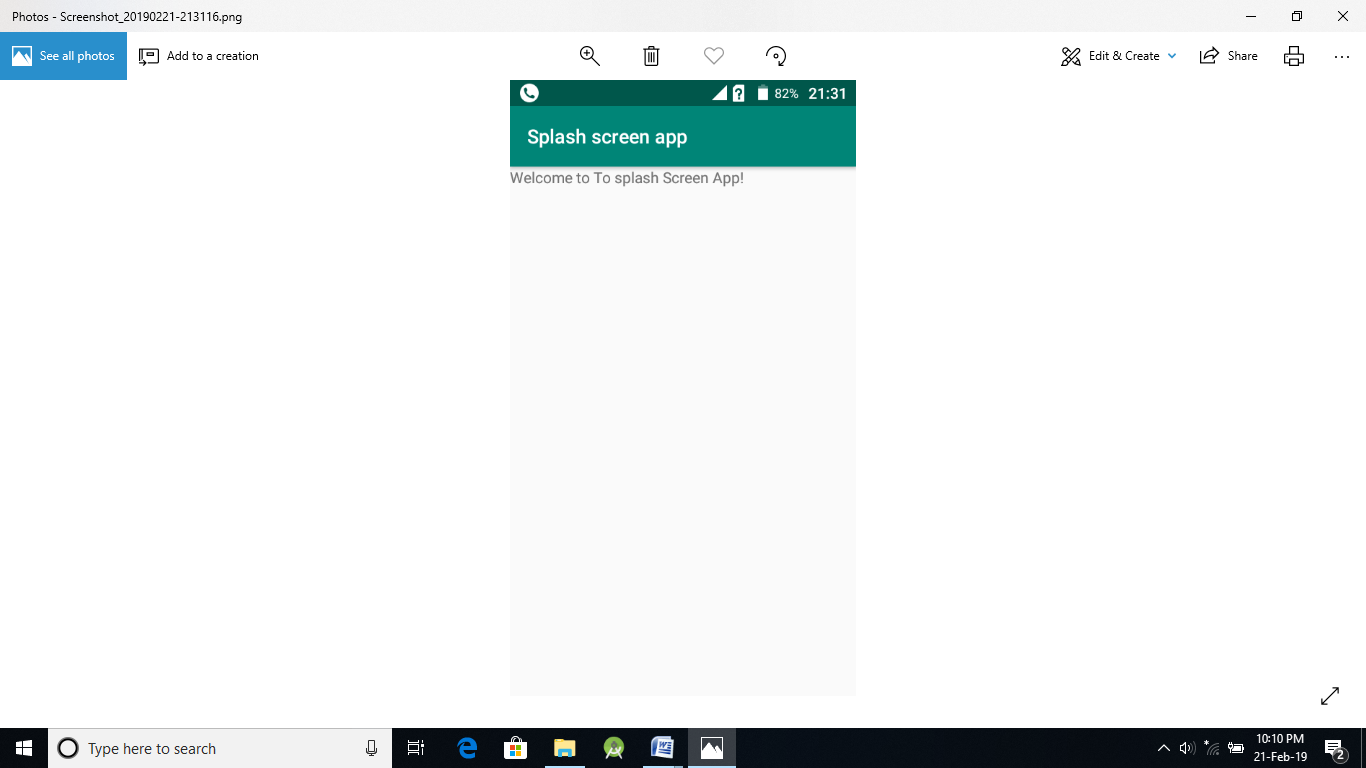 Photos - Screenshot_20190221-213116.png
See all photos
Add to a creation
Edit & Create
Share
82% 21:31
Splash screen app
Welcome to To splash Screen App!
Type here to search
10:10 PM
21-Feb-19
2